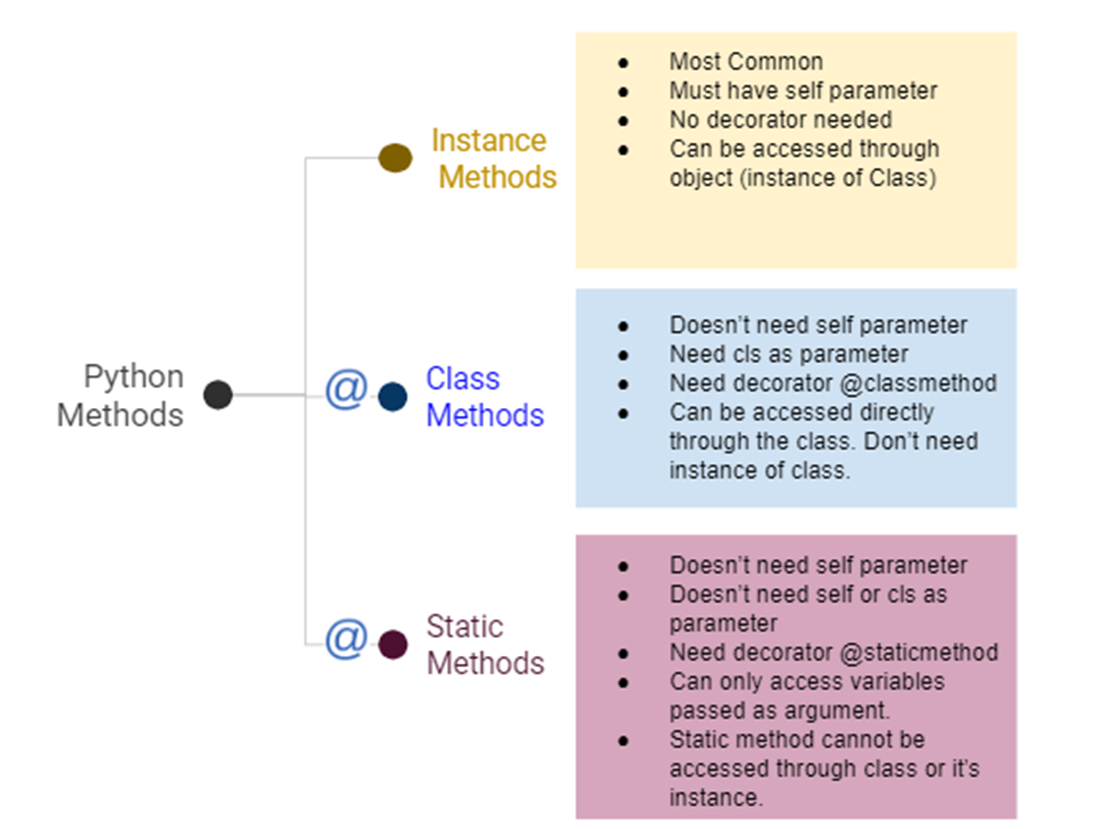 Python
Methods
Instance
Methods
● Most Common
● Must have self parameter
● No decorator needed
● Can be accessed through
object (instance of Class)
@
Class
Methods
● Doesn't need self parameter
● Need cls as parameter
● Need decorator @classmethod
● Can be accessed directly
through the class. Don't need
instance of class.
@
Static
Methods
● Doesn't need self parameter
● Doesn't need self or cls as
parameter
● Need decorator @staticmethod
● Can only access variables
passed as argument.
● Static method cannot be
accessed through class or it's
instance.